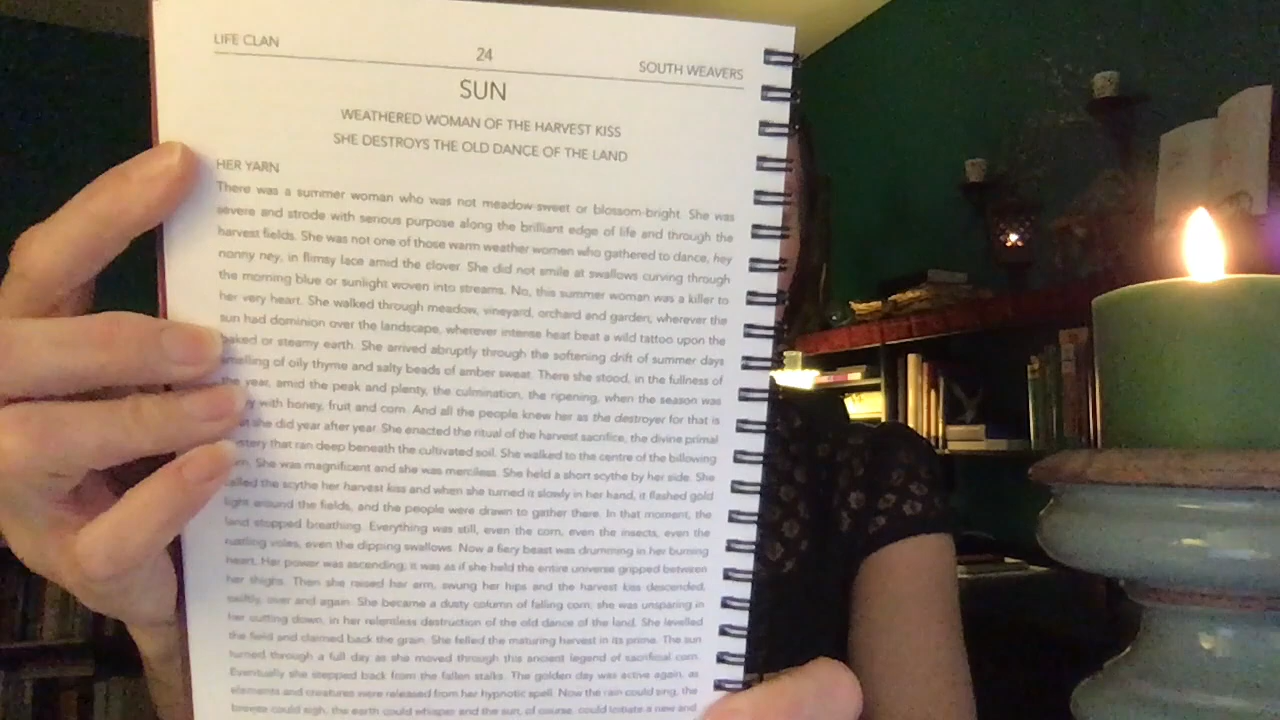 LIFE CLAN
24
SOUTH WEAVERS
SUN
WEATHERED WOMAN OF THE HARVEST KISS
SHE DESTROYS THE OLD DANCE OF THE LAND
HER YARN
There was a summer woman who was not meadow-sweet or blossom-bright. She was
severe and strode with serious purpose along the brilliant edge of life and through the
harvest fields. She was not one of those warm weather women who gathered to dance, hey
nonny ney, in flimsy lace amid the clover. She did not smile at swallows curving through
the morning blue or sunlight woven into streams. No, this summer woman was a killer to
her very heart. She walked through meadow, vineyard, orchard and garden, wherever the
sun had dominion over the landscape, wherever intense heat beat a wild tattoo upon the
baked or steamy earth. She arrived abruptly through the softening drift of summer days
smelling of oily thyme and salty beads of amber sweat. There she stood, in the fullness of
the year, amid the peak and plenty, the culmination, the ripening, when the season was
with honey, fruit and corn. And all the people knew her as the destroyer for that is
she did year after year. She enacted the ritual of the harvest sacrifice, the divine primal
that ran deep beneath the cultivated soil. She walked to the centre of the billowing
She was magnificent and she was merciless. She held a short scythe by her side. She
called the scythe her harvest kiss and when she turned it slowly in her hand, it flashed gold
light around the fields, and the people were drawn to gather there. In that moment, the
land stopped breathing. Everything was still, even the corn, even the insects, even the
rustling voles, even the dipping swallows. Now a fiery beast was drumming in her burning
heart. Her power was ascending, it was as if she held the entire universe gripped between
her thighs. Then she raised her arm, swung her hips and the harvest kiss descended,
swiftly, over and again. She became a dusty column of falling corn; she was unsparing in
her cutting down, in her relentless destruction of the old dance of the land. She levelled
the field and claimed back the grain. She felled the maturing harvest in its prime. The sun
turned through a full day as she moved through this ancient legend of sacrificial corn.
Eventually she stepped back from the fallen stalks. The golden day was active again, as
elements and creatures were released from her hypnotic spell. Now the rain could sing, the
breeze could sigh, the earth could whisper and the sun, of course, could initiate a new and